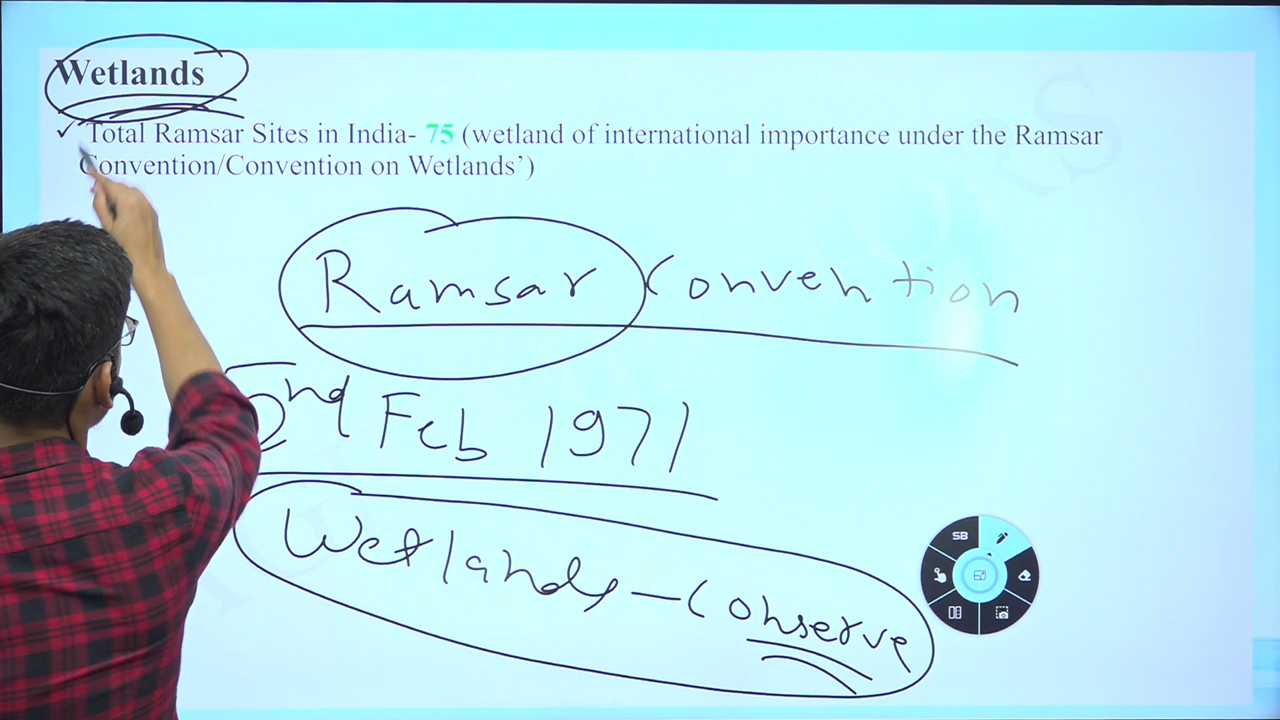 Wetlands
✓ Total Ramsar Sites in India- 75 (wetland of international importance under the Ramsar
Convention/Convention on Wetlands’)
Ramsar Convention
2nd Feb 1971
Wetlands – Conserve
SB